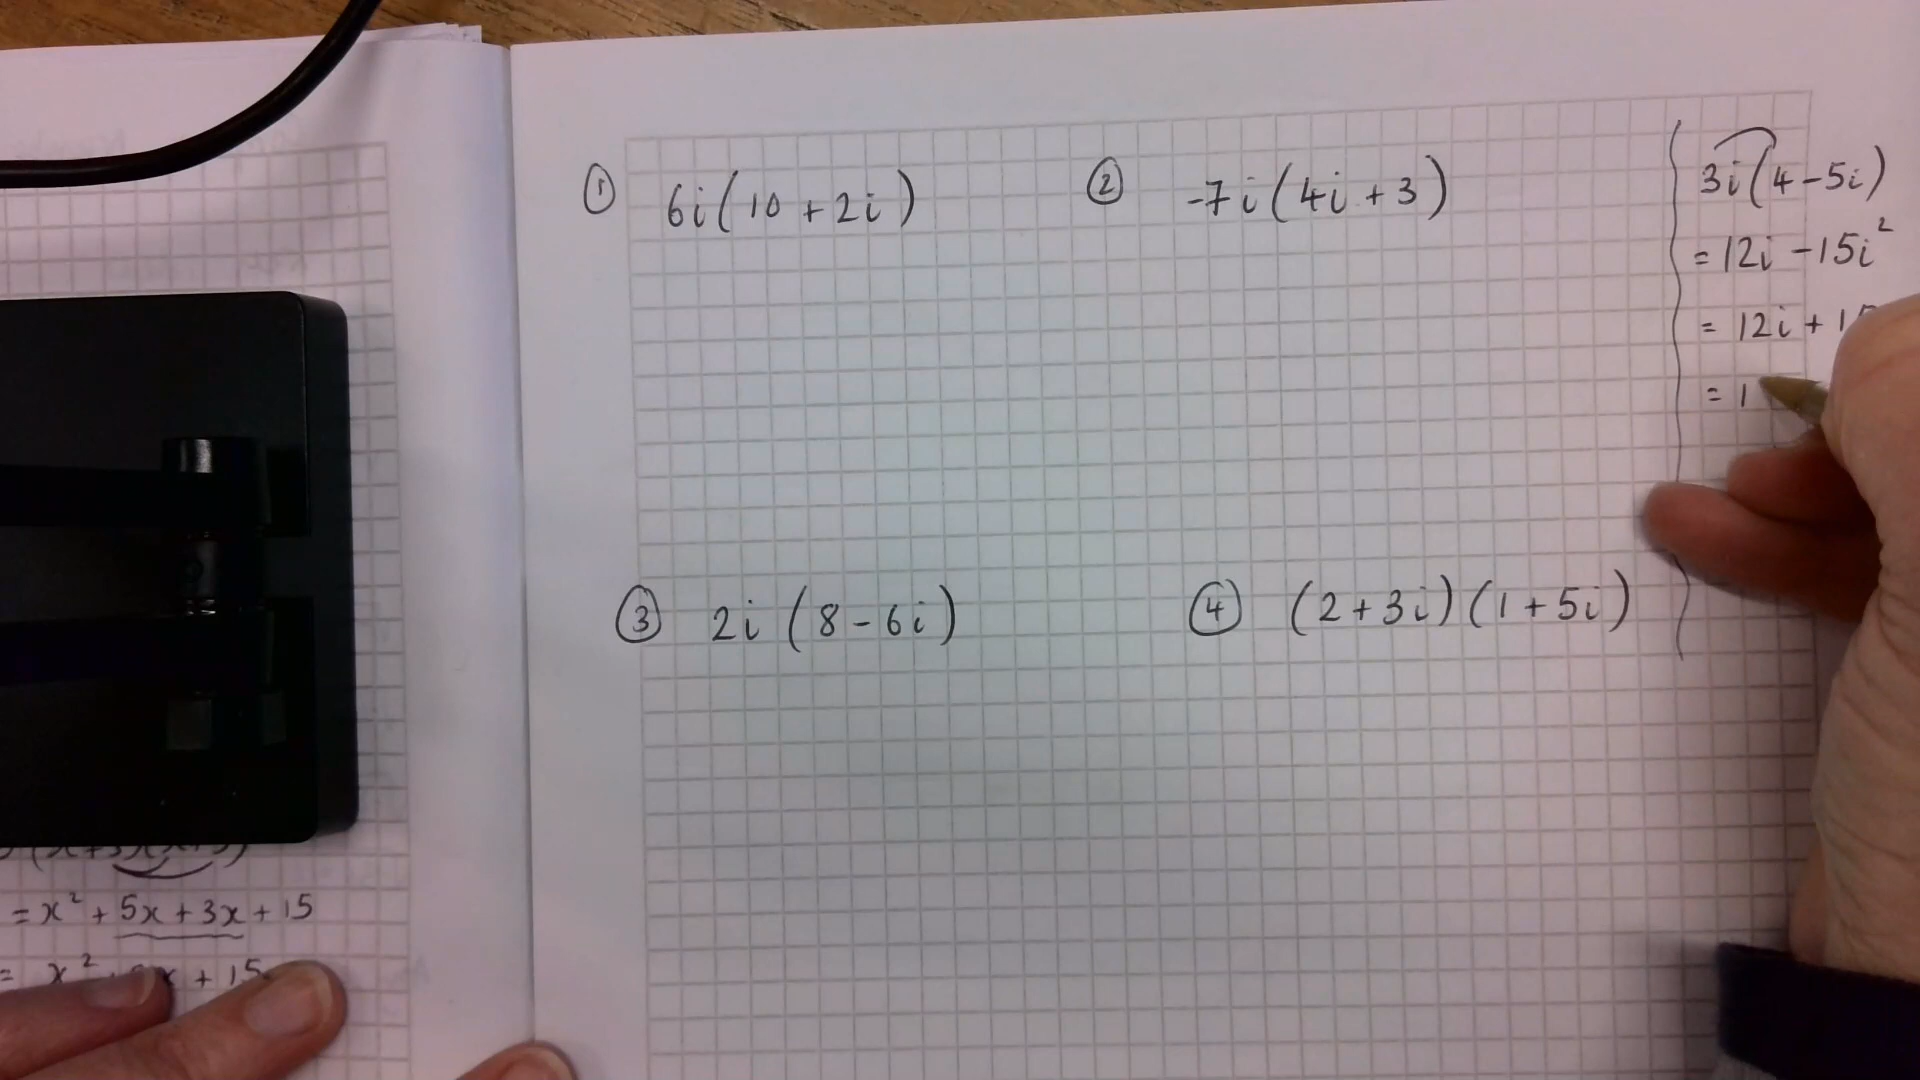 ① 6i(10+2i)
② -7i(4i+3)
3i(4-5i)
= 12i -15i²
= 12i + 1
= 1
③ 2i(8-6i)
④ (2+3i)(1+5i)
= x² + 5x + 3x + 15
= x² + x + 15